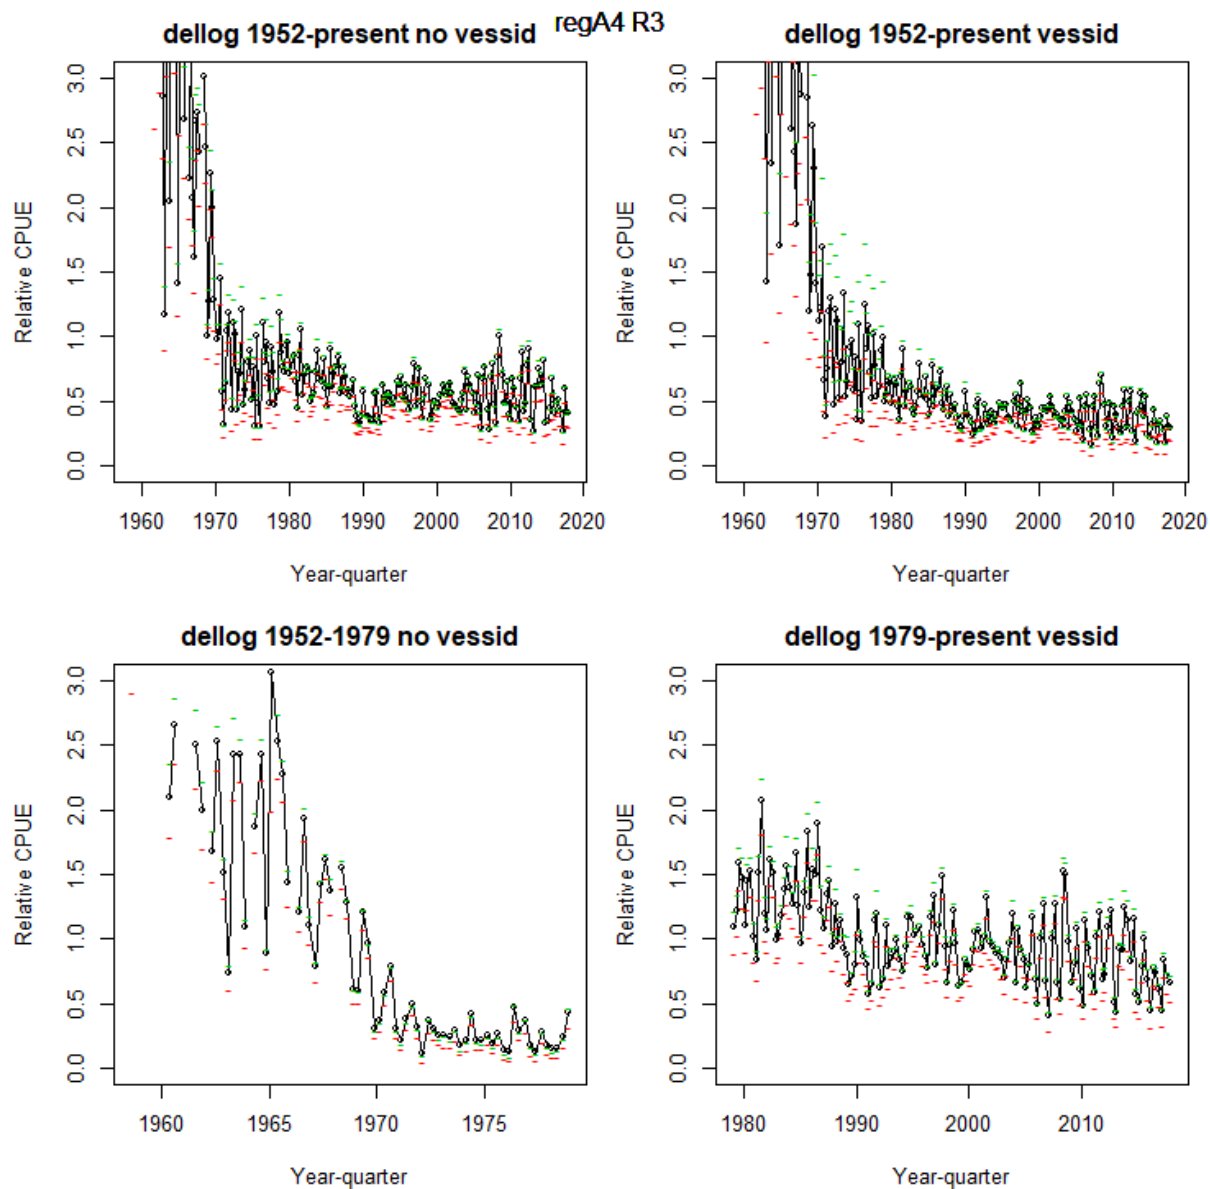 regA4 R3
dellog 1952-present no vessid
Relative CPUE
0.0 0.5 1.0 1.5 2.0 2.5 3.0
1960 1970 1980 1990 2000 2010 2020
Year-quarter
dellog 1952-present vessid
Relative CPUE
0.0 0.5 1.0 1.5 2.0 2.5 3.0
1960 1970 1980 1990 2000 2010 2020
Year-quarter
dellog 1952-1979 no vessid
Relative CPUE
0.0 0.5 1.0 1.5 2.0 2.5 3.0
1960 1965 1970 1975
Year-quarter
dellog 1979-present vessid
Relative CPUE
0.0 0.5 1.0 1.5 2.0 2.5 3.0
1980 1990 2000 2010
Year-quarter